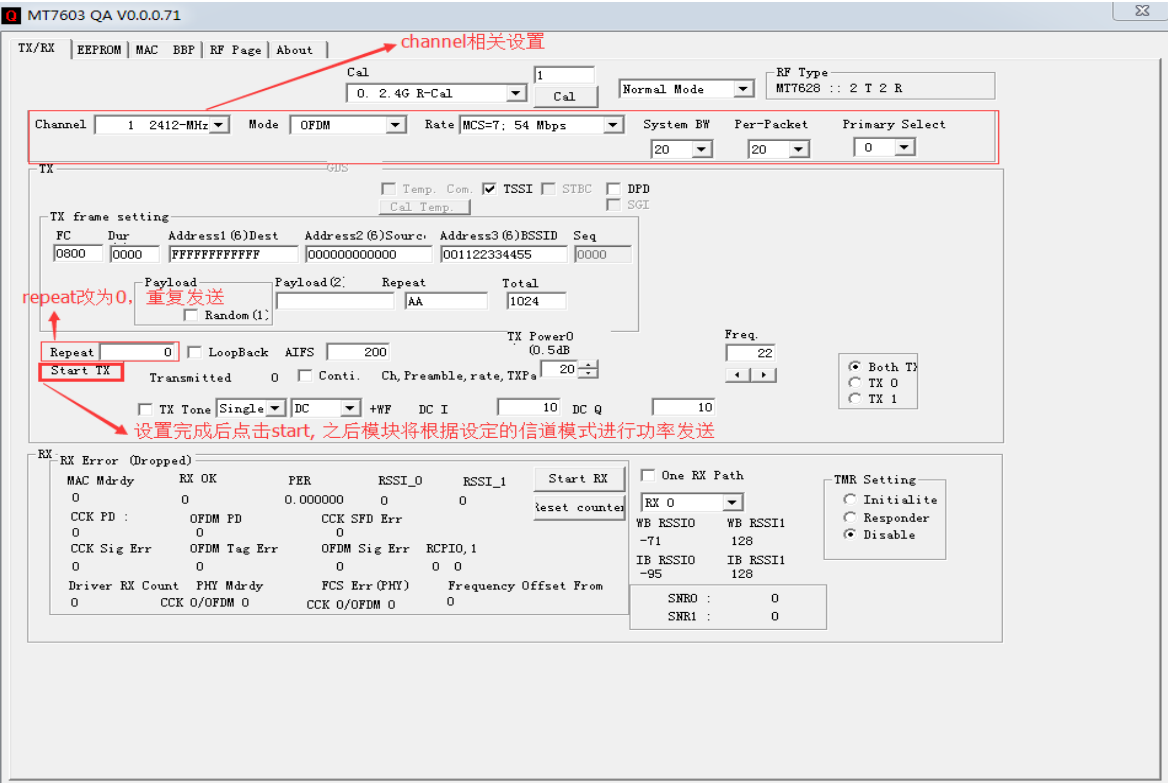 MT7603 QA V0.0.0.71
TX/RX EEPROM MAC BBP RF Page About
channel相关设置
Cal 1 RF Type
0. 2.4G R-Cal Cal Normal Mode MT7628 :: 2 T 2 R
Channel 1 2412-MHz Mode OFDM Rate MCS=7; 54 Mbps System BW Per-Packet Primary Select
20 20 0
TX
Temp. Com. TSSI STBC DPD
Cal Temp. SGI
TX frame setting
FC Dur Address1(6)Dest Address2(6)Sourc Address3(6)BSSID Seq
0800 0000 FFFFFFFFFFFF 000000000000 001122334455 0000
Payload Payload(2) Repeat Total
repeat改为0，重复发送
Random(1) AA 1024
TX Power0 Freq.
(0.5dB
Repeat 0 LoopBack AIFS 200 22
Start TX Transmitted 0 Conti. Ch,Preamble,rate,TXPa 20 Both TX
TX 0
TX 1
TX Tone Single DC +WF DC I 10 DC Q 10
设置完成后点击start, 之后模块将根据设定的信道模式进行功率发送
RX
RX Error (Dropped)
MAC Mdrdy RX OK PER RSSI_0 RSSI_1 Start RX One RX Path TMR Setting
0 0 0.000000 0 0 Reset counter RX 0 Initialite
CCK PD : OFDM PD CCK SFD Err WB RSSI0 WB RSSI1 Responder
0 0 0 -71 128 Disable
CCK Sig Err OFDM Tag Err OFDM Sig Err RCPI0,1 IB RSSI0 IB RSSI1
0 0 0 0 0 -95 128
Driver RX Count PHY Mdrdy FCS Err(PHY) Frequency Offset From
0 CCK 0/OFDM 0 CCK 0/OFDM 0 0
SNR0 : 0
SNR1 : 0